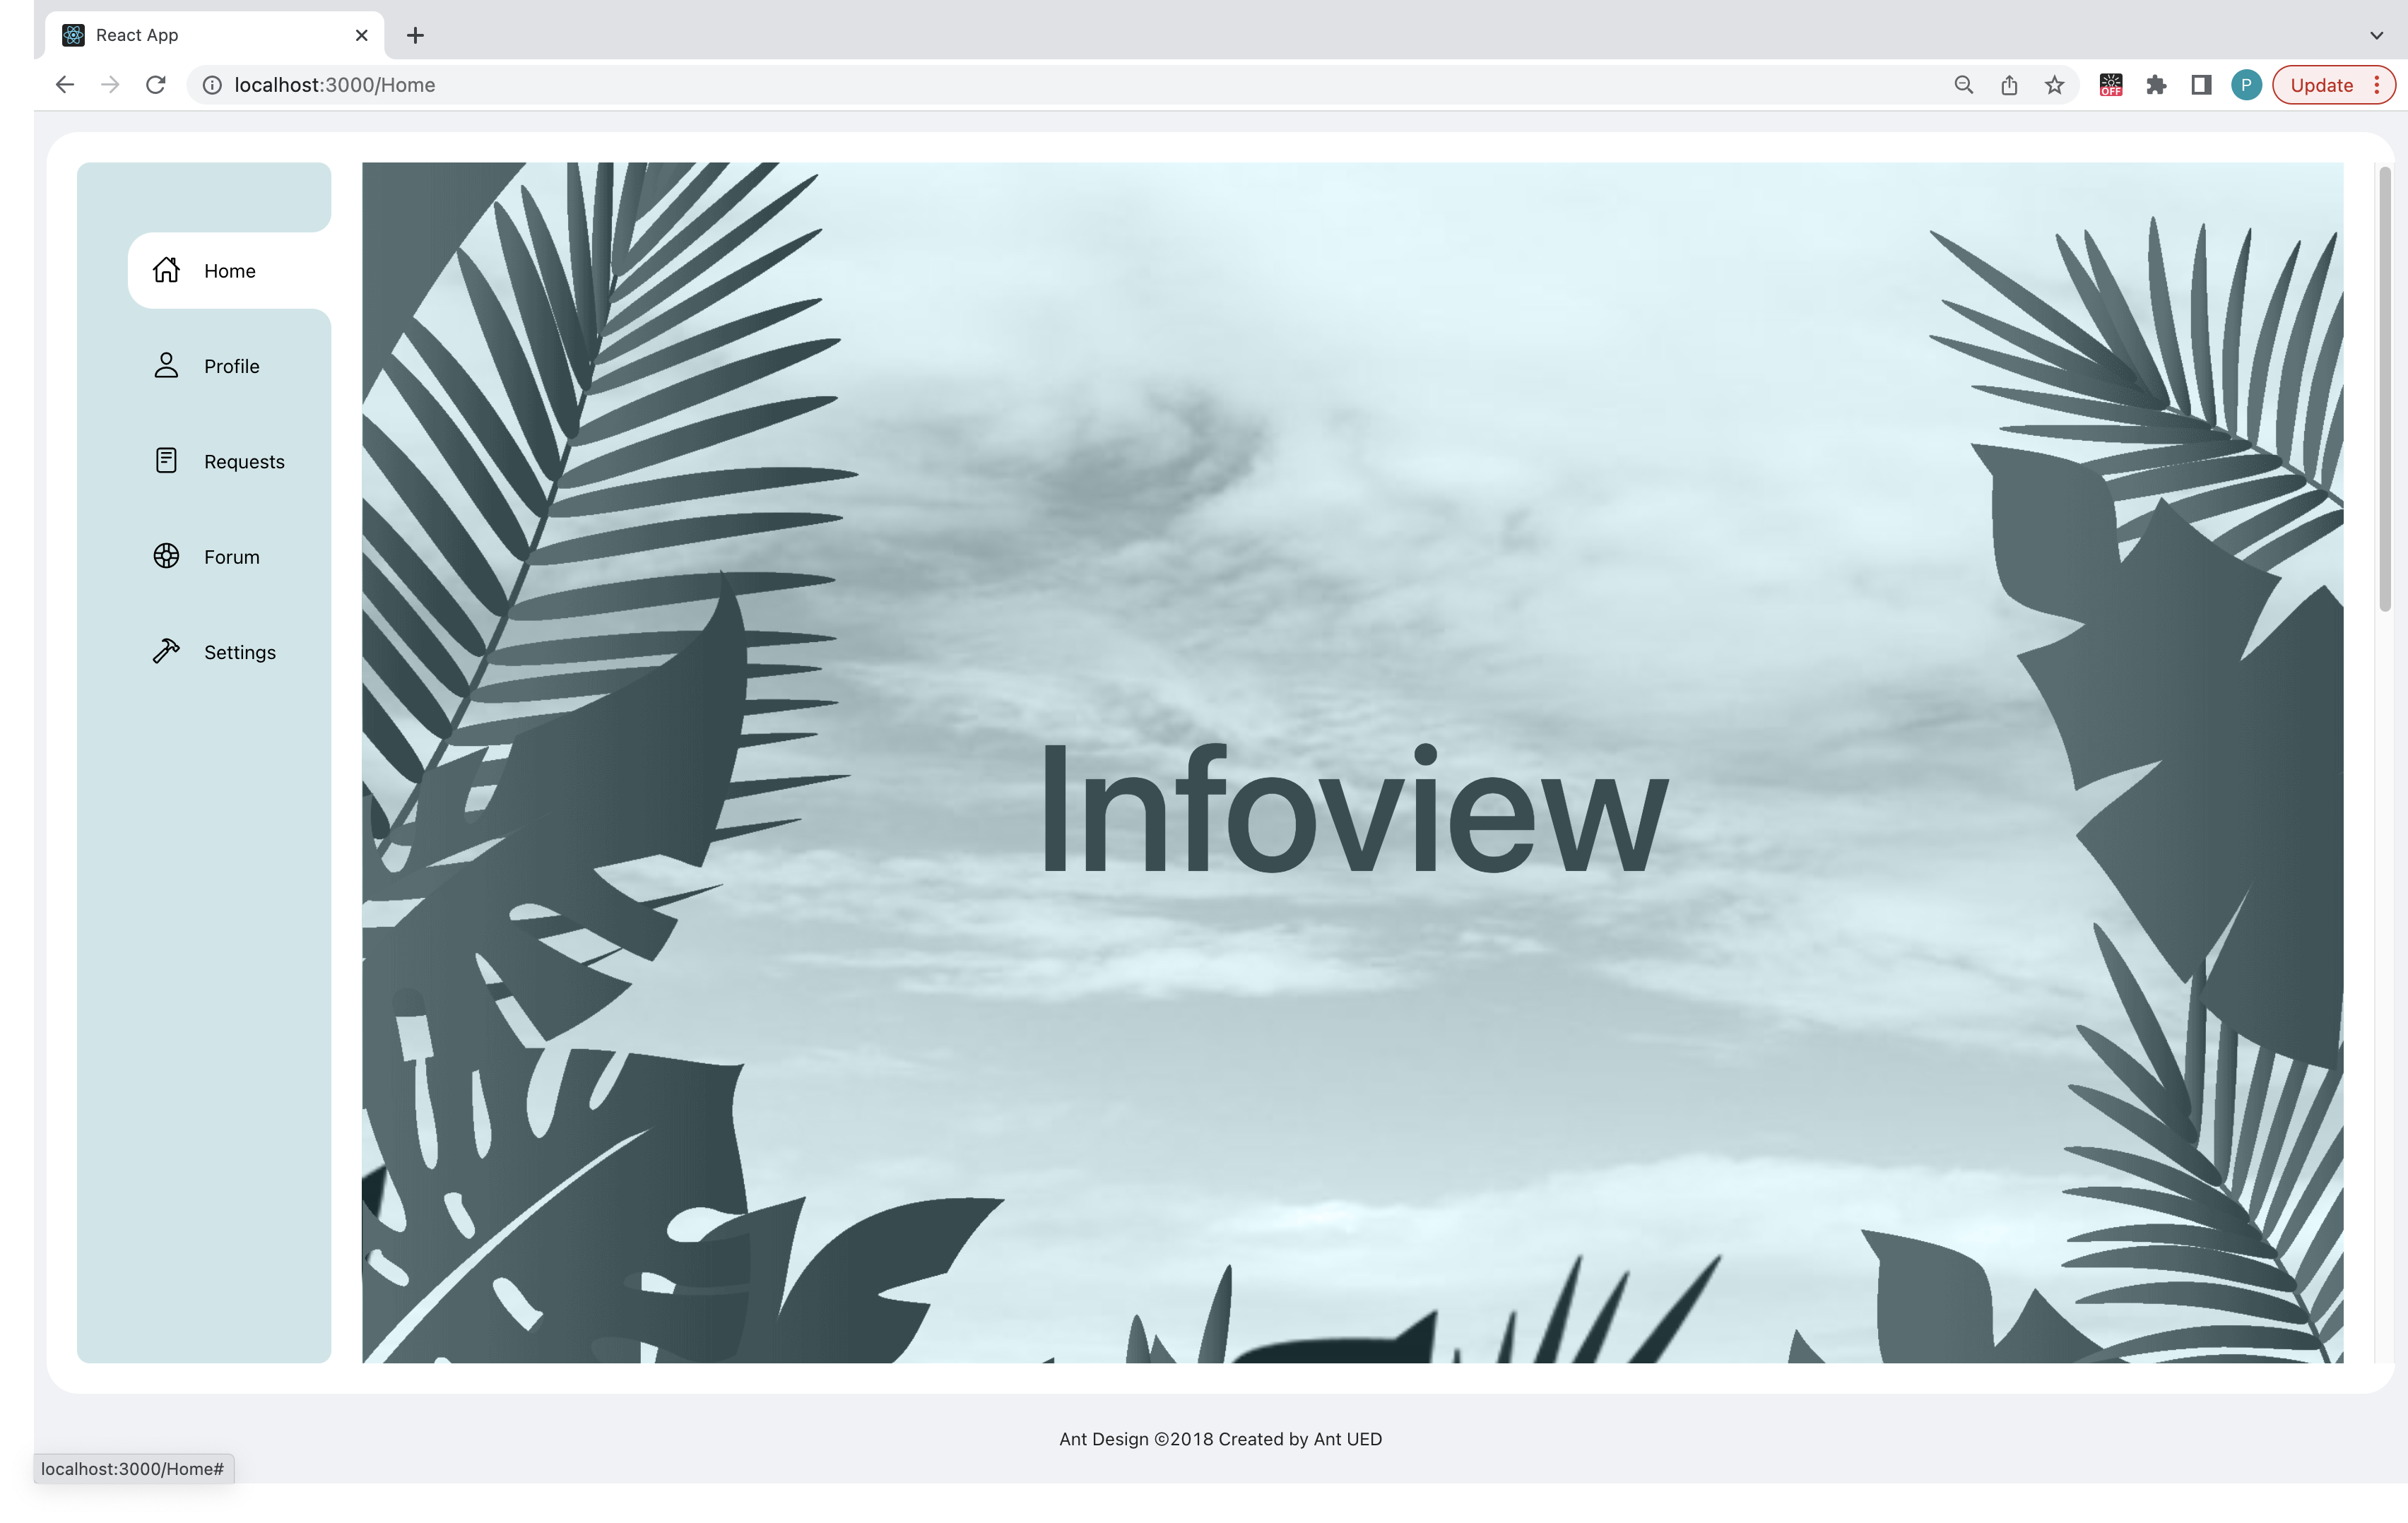 React App
localhost:3000/Home
OFF
P
Update
Home
Profile
Requests
Forum
Settings
Infoview
Ant Design ©2018 Created by Ant UED
localhost:3000/Home#